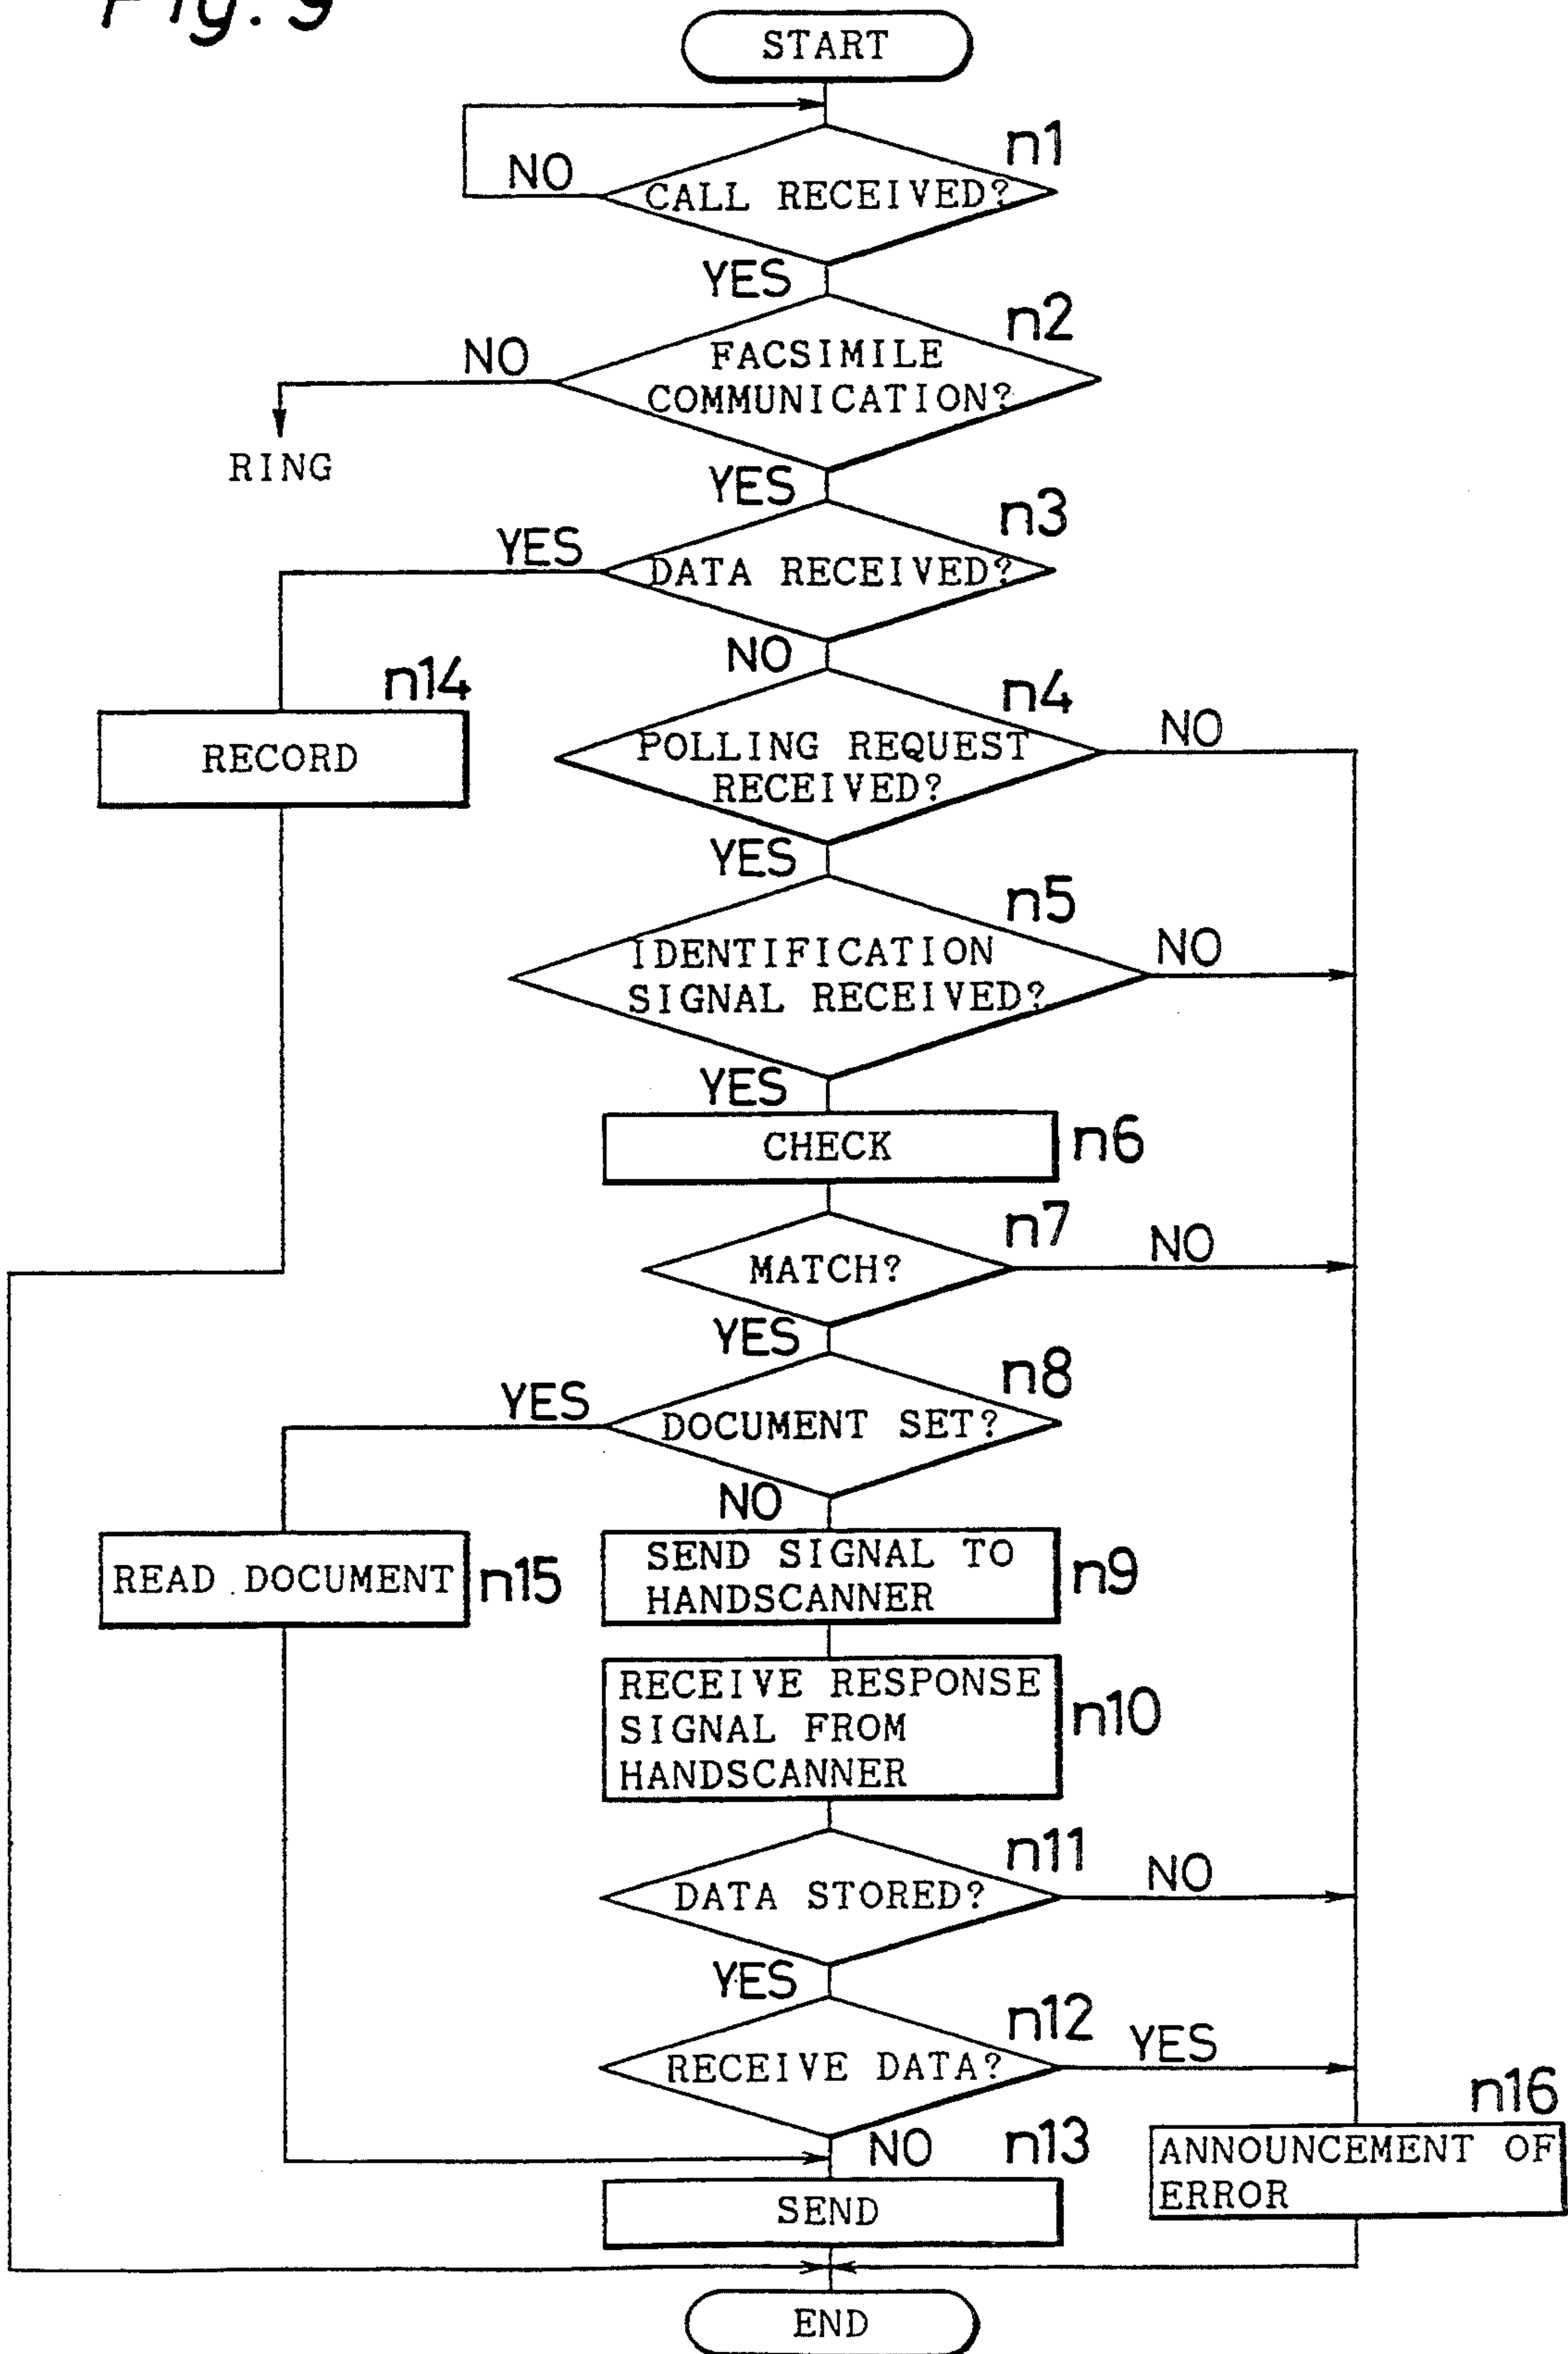 Fig. 9
START
n1
NO
CALL RECEIVED?
YES
n2
NO
FACSIMILE
COMMUNICATION?
RING
YES
n3
YES
DATA RECEIVED?
NO
n14
n4
NO
RECORD
POLLING REQUEST
RECEIVED?
YES
n5
NO
IDENTIFICATION
SIGNAL RECEIVED?
YES
CHECK
n6
n7
NO
MATCH?
YES
n8
YES
DOCUMENT SET?
NO
READ DOCUMENT
n15
SEND SIGNAL TO
HANDSCANNER
n9
RECEIVE RESPONSE
SIGNAL FROM
HANDSCANNER
n10
n11
NO
DATA STORED?
YES
n12
YES
RECEIVE DATA?
n16
NO
n13
ANNOUNCEMENT OF
ERROR
SEND
END